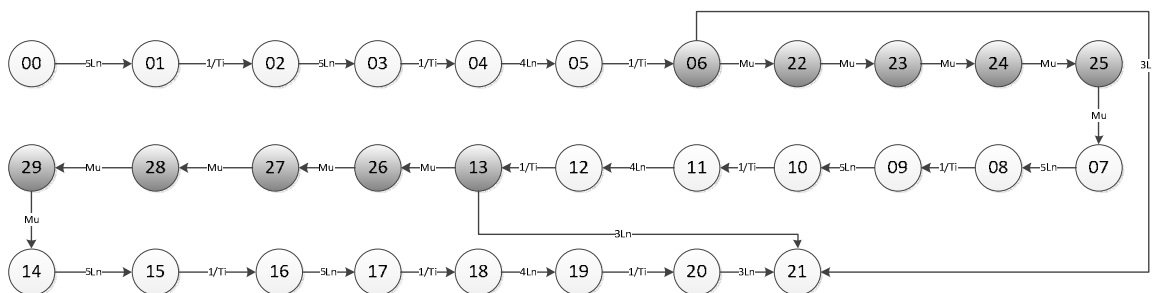 00 5Ln 01 1/Ti 02 5Ln 03 1/Ti 04 4Ln 05 1/Ti 06 Mu 22 Mu 23 Mu 24 Mu 25 3L
Mu
29 Mu 28 Mu 27 Mu 26 Mu 13 1/Ti 12 4Ln 11 1/Ti 10 5Ln 09 1/Ti 08 5Ln 07
Mu
3Ln
14 5Ln 15 1/Ti 16 5Ln 17 1/Ti 18 4Ln 19 1/Ti 20 3Ln 21